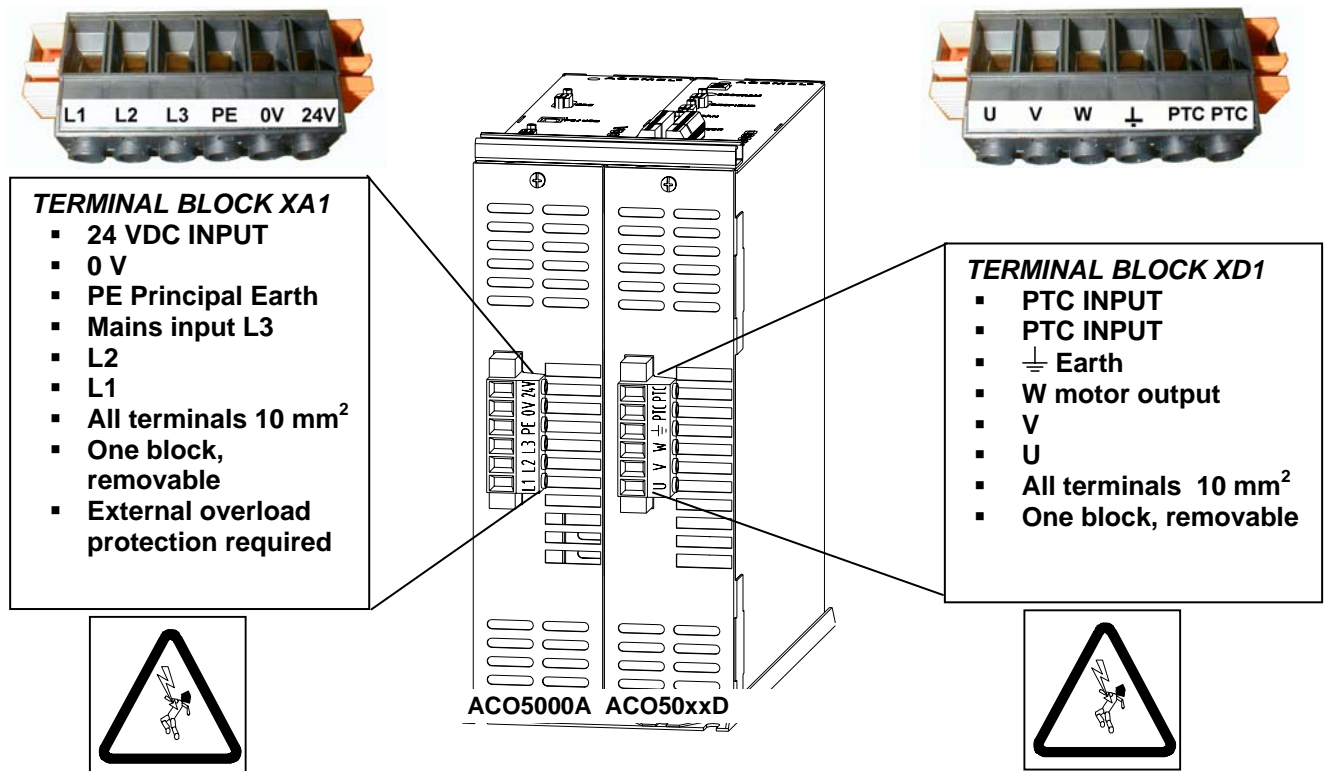 L1 L2 L3 PE 0V 24V
U V W ⏚ PTC PTC
TERMINAL BLOCK XA1
▪ 24 VDC INPUT
▪ 0 V
▪ PE Principal Earth
▪ Mains input L3
▪ L2
▪ L1
▪ All terminals 10 mm²
▪ One block,
removable
▪ External overload
protection required
L1 L2 L3 PE 0V 24V
U V W ⏚ PTC PTC
TERMINAL BLOCK XD1
▪ PTC INPUT
▪ PTC INPUT
▪ ⏚ Earth
▪ W motor output
▪ V
▪ U
▪ All terminals 10 mm²
▪ One block, removable
ACO5000A ACO50xxD